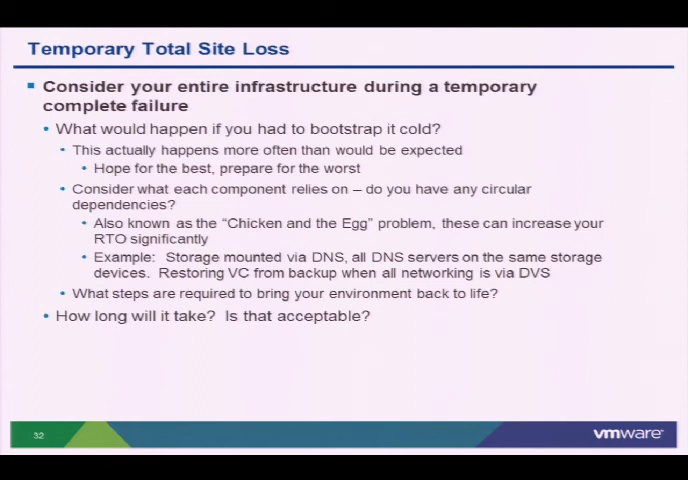 Temporary Total Site Loss
Consider your entire infrastructure during a temporary
complete failure
What would happen if you had to bootstrap it cold?
This actually happens more often than would be expected
Hope for the best, prepare for the worst
Consider what each component relies on – do you have any circular
dependencies?
Also known as the “Chicken and the Egg” problem, these can increase your
RTO significantly
Example: Storage mounted via DNS, all DNS servers on the same storage
devices. Restoring VC from backup when all networking is via DVS
What steps are required to bring your environment back to life?
How long will it take? Is that acceptable?
32
vmware